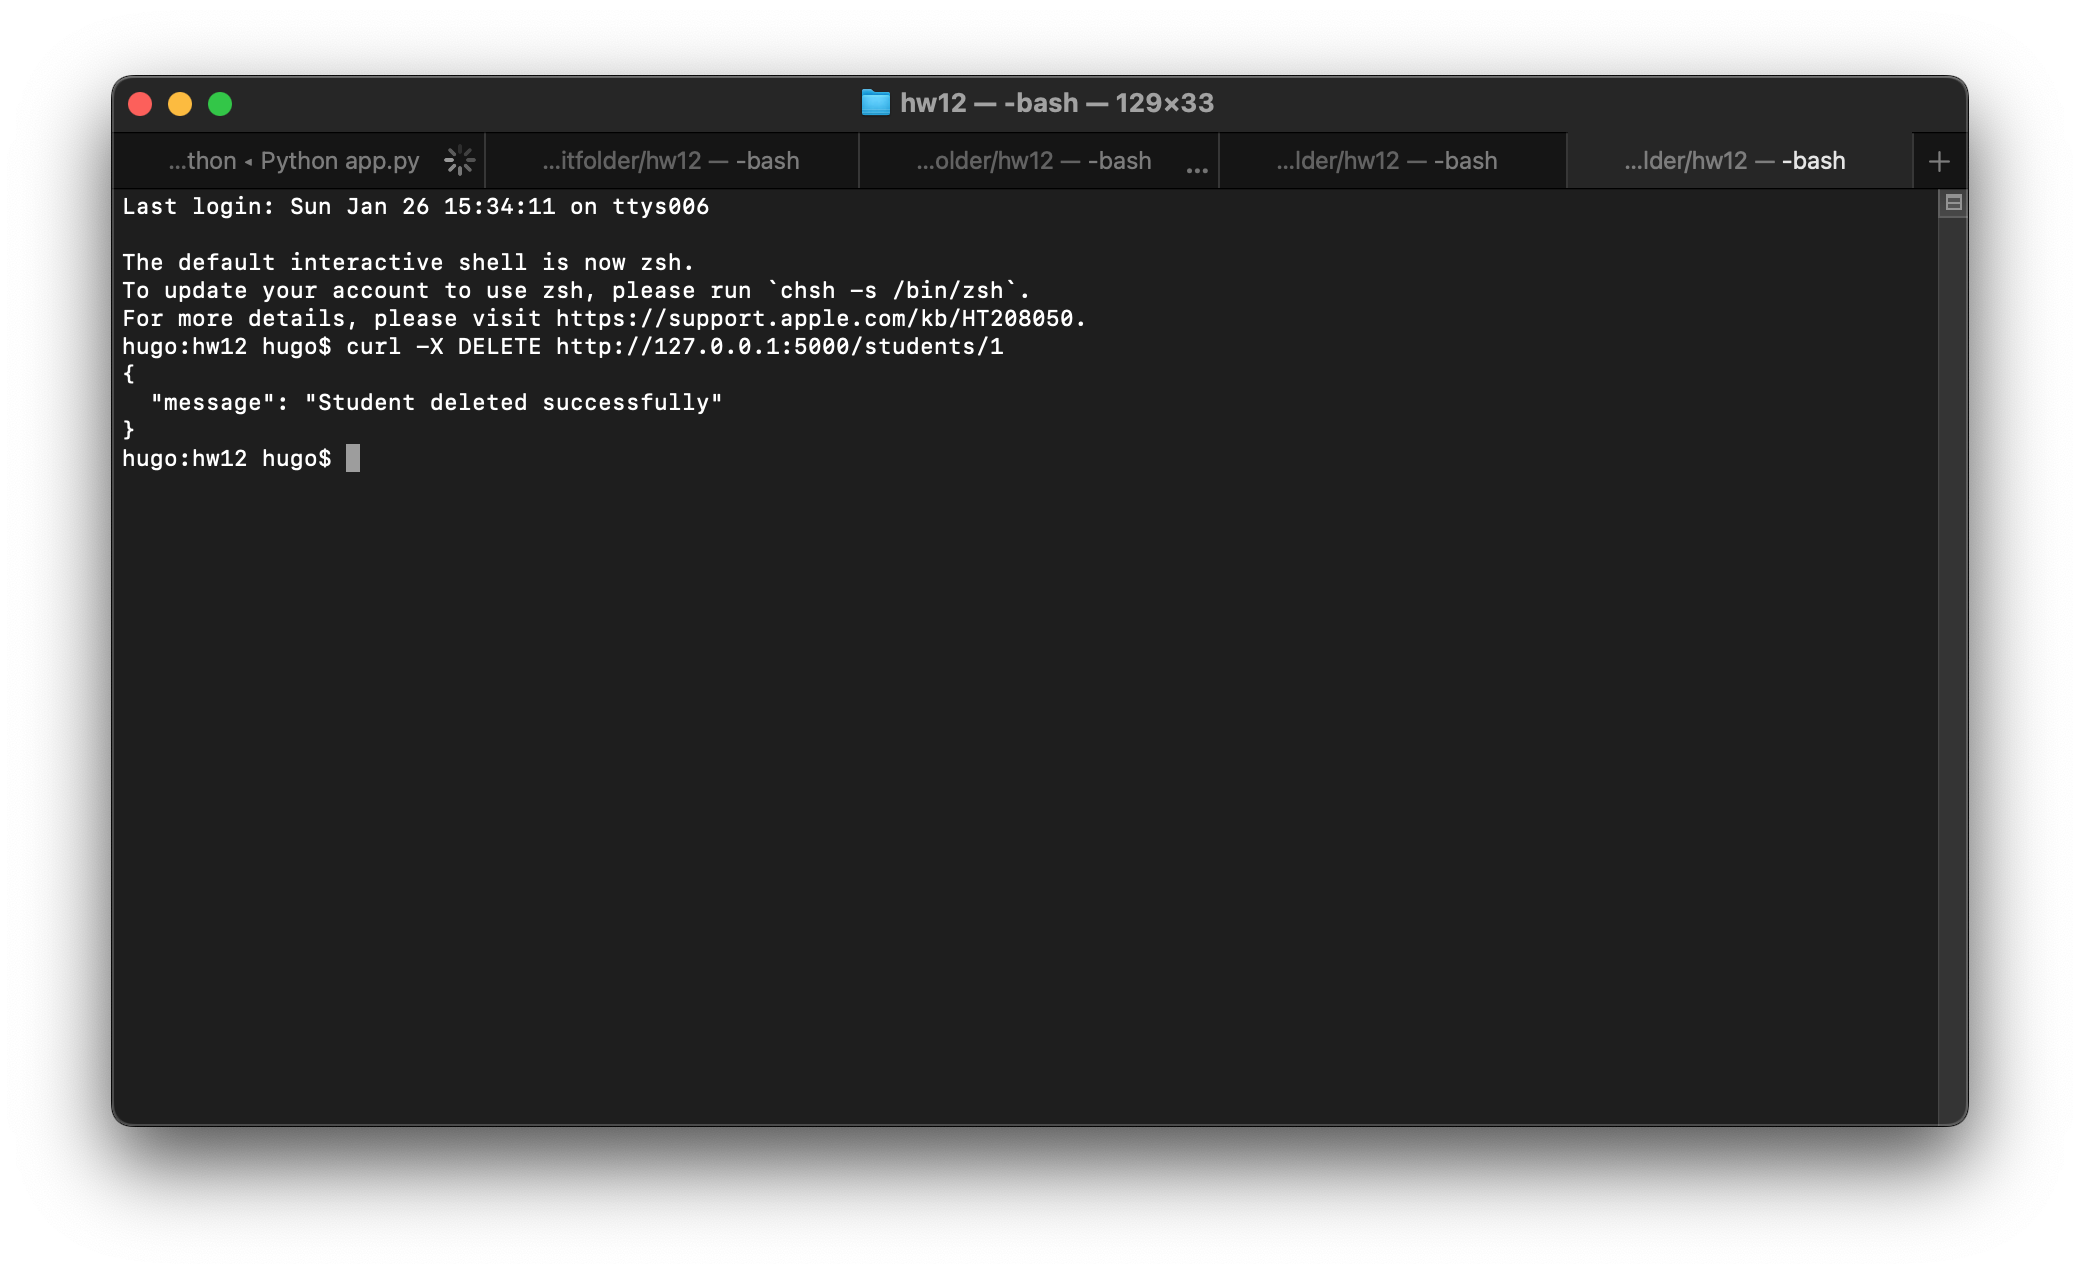 hw12 — -bash — 129×33
...thon ◂ Python app.py
...itfolder/hw12 — -bash
...older/hw12 — -bash ...
...lder/hw12 — -bash
...lder/hw12 — -bash
Last login: Sun Jan 26 15:34:11 on ttys006
The default interactive shell is now zsh.
To update your account to use zsh, please run `chsh -s /bin/zsh`.
For more details, please visit https://support.apple.com/kb/HT208050.
hugo:hw12 hugo$ curl -X DELETE http://127.0.0.1:5000/students/1
{
  "message": "Student deleted successfully"
}
hugo:hw12 hugo$